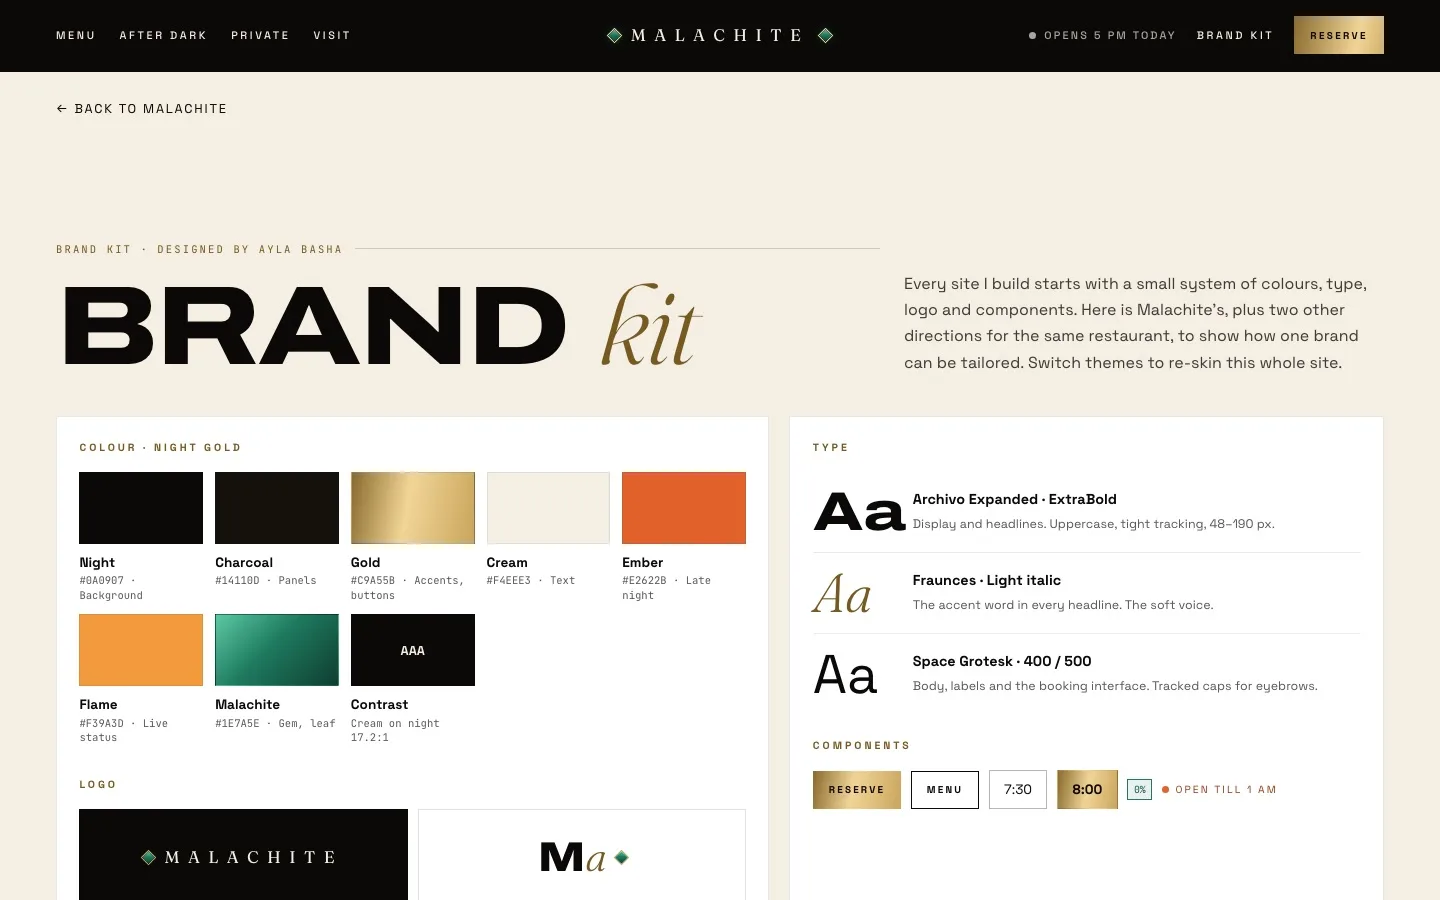 MENU AFTER DARK PRIVATE VISIT
MALACHITE
OPENS 5 PM TODAY BRAND KIT RESERVE
← BACK TO MALACHITE
BRAND KIT · DESIGNED BY AYLA BASHA
BRAND kit
Every site I build starts with a small system of colours, type,
logo and components. Here is Malachite's, plus two other
directions for the same restaurant, to show how one brand
can be tailored. Switch themes to re-skin this whole site.
COLOUR · NIGHT GOLD
Night
#0A0907 ·
Background
Charcoal
#14110D · Panels
Gold
#C9A55B · Accents,
buttons
Cream
#F4EEE3 · Text
Ember
#E2622B · Late
night
Flame
#F39A3D · Live
status
Malachite
#1E7A5E · Gem, leaf
AAA
Contrast
Cream on night
17.2:1
LOGO
MALACHITE
Ma
TYPE
Aa
Archivo Expanded · ExtraBold
Display and headlines. Uppercase, tight tracking, 48–190 px.
Aa
Fraunces · Light italic
The accent word in every headline. The soft voice.
Aa
Space Grotesk · 400 / 500
Body, labels and the booking interface. Tracked caps for eyebrows.
COMPONENTS
RESERVE MENU 7:30 8:00 0% OPEN TILL 1 AM